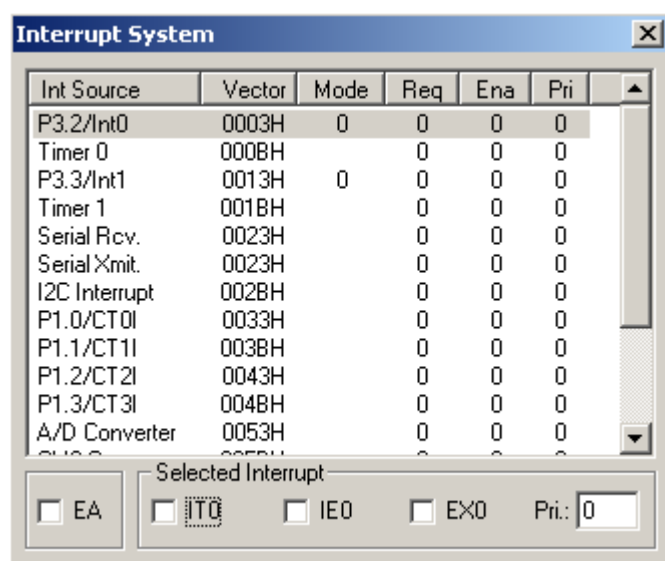 Interrupt System
Int Source Vector Mode Req Ena Pri
P3.2/Int0 0003H 0 0 0 0
Timer 0 000BH 0 0 0
P3.3/Int1 0013H 0 0 0 0
Timer 1 001BH 0 0 0
Serial Rcv. 0023H 0 0 0
Serial Xmit. 0023H 0 0 0
I2C Interrupt 002BH 0 0 0
P1.0/CT0I 0033H 0 0 0
P1.1/CT1I 003BH 0 0 0
P1.2/CT2I 0043H 0 0 0
P1.3/CT3I 004BH 0 0 0
A/D Converter 0053H 0 0 0
Selected Interrupt
EA IT0 IE0 EX0 Pri.: 0